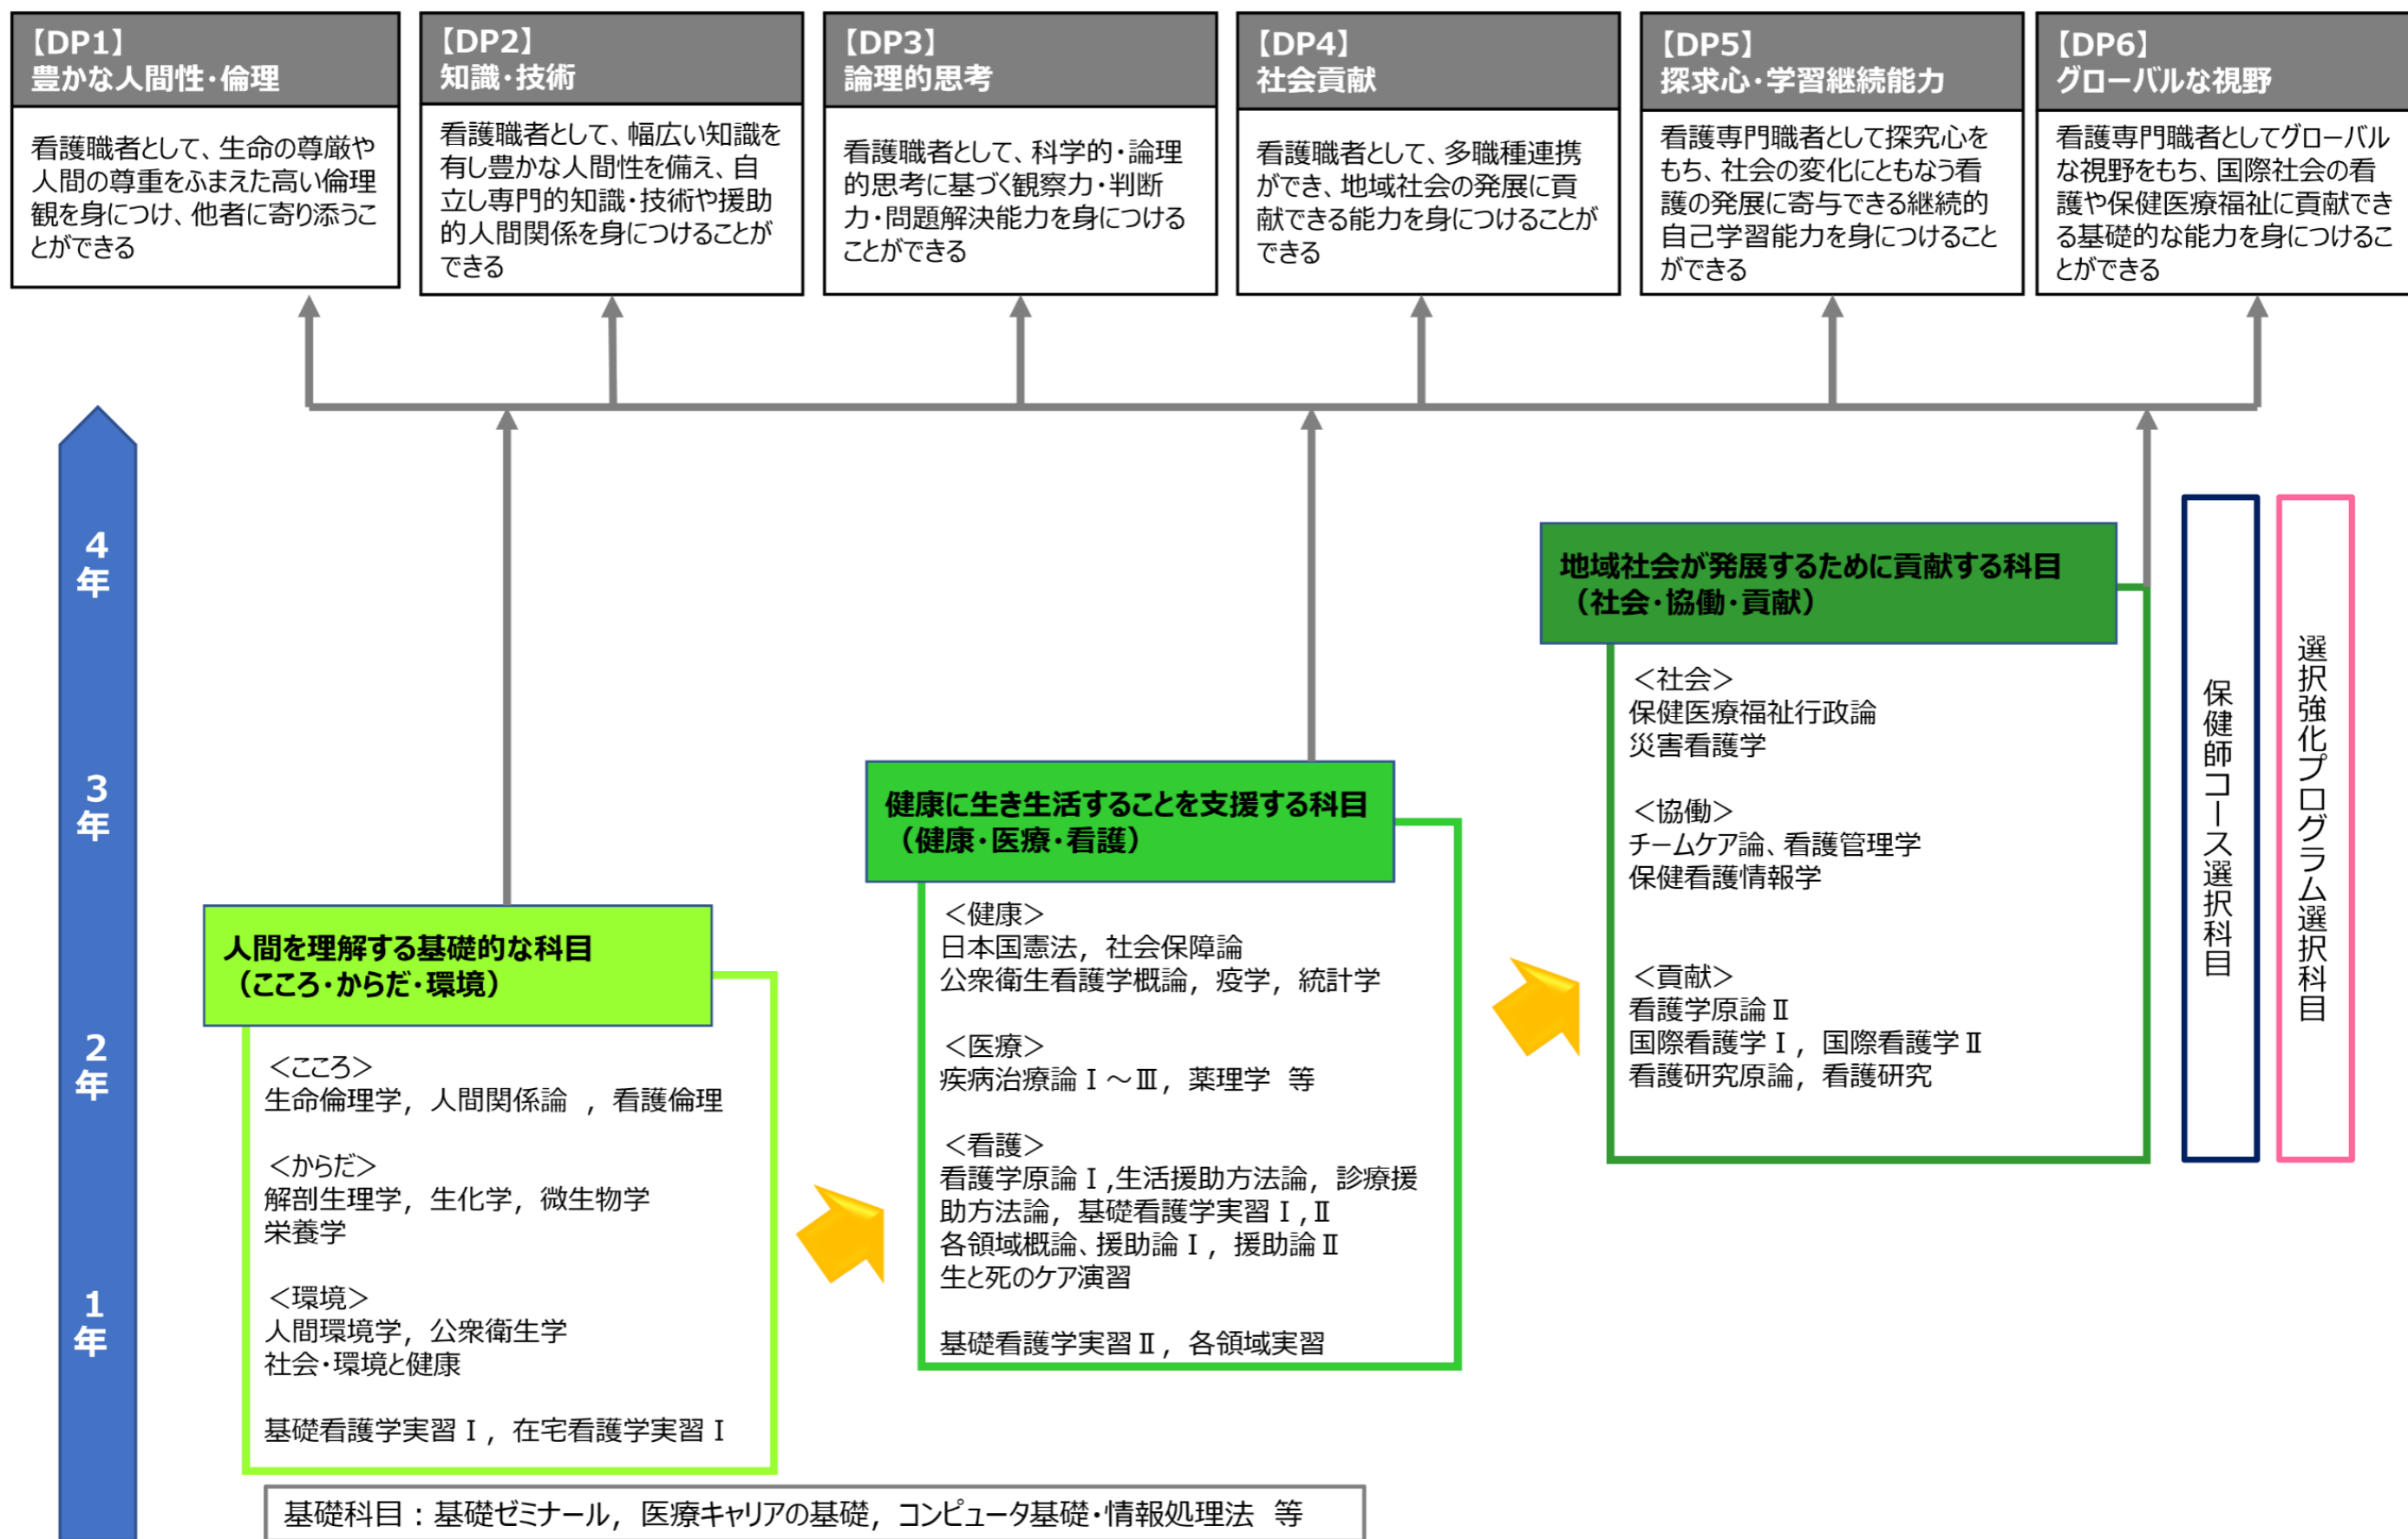 【DP1】
豊かな人間性・倫理
看護職者として、生命の尊厳や
人間の尊重をふまえた高い倫理
観を身につけ、他者に寄り添うこ
とができる
【DP2】
知識・技術
看護職者として、幅広い知識を
有し豊かな人間性を備え、自
立し専門的知識・技術や援助
的人間関係を身につけることが
できる
【DP3】
論理的思考
看護職者として、科学的・論理
的思考に基づく観察力・判断
力・問題解決能力を身につける
ことができる
【DP4】
社会貢献
看護職者として、多職種連携
ができ、地域社会の発展に貢
献できる能力を身につけることが
できる
【DP5】
探求心・学習継続能力
看護専門職者として探究心を
もち、社会の変化にともなう看
護の発展に寄与できる継続的
自己学習能力を身につけること
ができる
【DP6】
グローバルな視野
看護専門職者としてグローバル
な視野をもち、国際社会の看
護や保健医療福祉に貢献でき
る基礎的な能力を身につけるこ
とができる
4
年
3
年
2
年
1
年
人間を理解する基礎的な科目
（こころ・からだ・環境）
＜こころ＞
生命倫理学，人間関係論 ，看護倫理
＜からだ＞
解剖生理学，生化学，微生物学
栄養学
＜環境＞
人間環境学，公衆衛生学
社会・環境と健康
基礎看護学実習Ⅰ，在宅看護学実習Ⅰ
健康に生き生活することを支援する科目
（健康・医療・看護）
＜健康＞
日本国憲法，社会保障論
公衆衛生看護学概論，疫学，統計学
＜医療＞
疾病治療論Ⅰ～Ⅲ，薬理学 等
＜看護＞
看護学原論Ⅰ,生活援助方法論，診療援
助方法論，基礎看護学実習Ⅰ,Ⅱ
各領域概論、援助論Ⅰ，援助論Ⅱ
生と死のケア演習
基礎看護学実習Ⅱ，各領域実習
地域社会が発展するために貢献する科目
（社会・協働・貢献）
＜社会＞
保健医療福祉行政論
災害看護学
＜協働＞
チームケア論、看護管理学
保健看護情報学
＜貢献＞
看護学原論Ⅱ
国際看護学Ⅰ，国際看護学Ⅱ
看護研究原論，看護研究
保健師コース選択科目
選択強化プログラム選択科目
基礎科目：基礎ゼミナール，医療キャリアの基礎，コンピュータ基礎・情報処理法 等